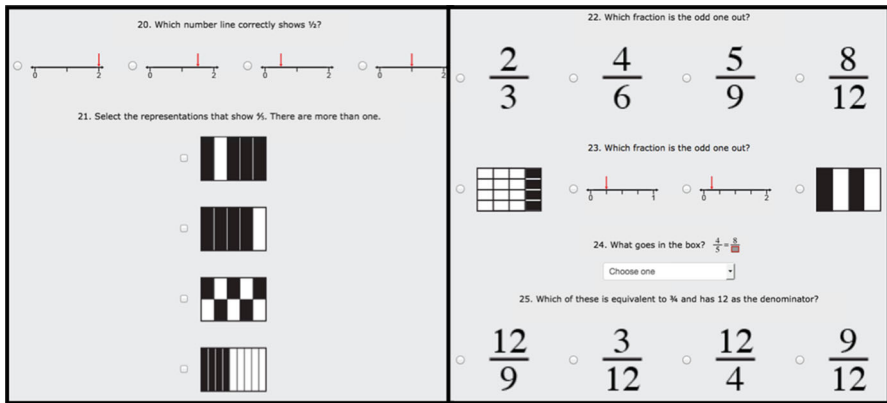 20. Which number line correctly shows ½?
0 2 0 2 0 2 0 2
21. Select the representations that show ⅘. There are more than one.
22. Which fraction is the odd one out?
2/3 4/6 5/9 8/12
23. Which fraction is the odd one out?
0 1 0 2
24. What goes in the box? 4/5 = 8/
Choose one
25. Which of these is equivalent to ¾ and has 12 as the denominator?
12/9 3/12 12/4 9/12